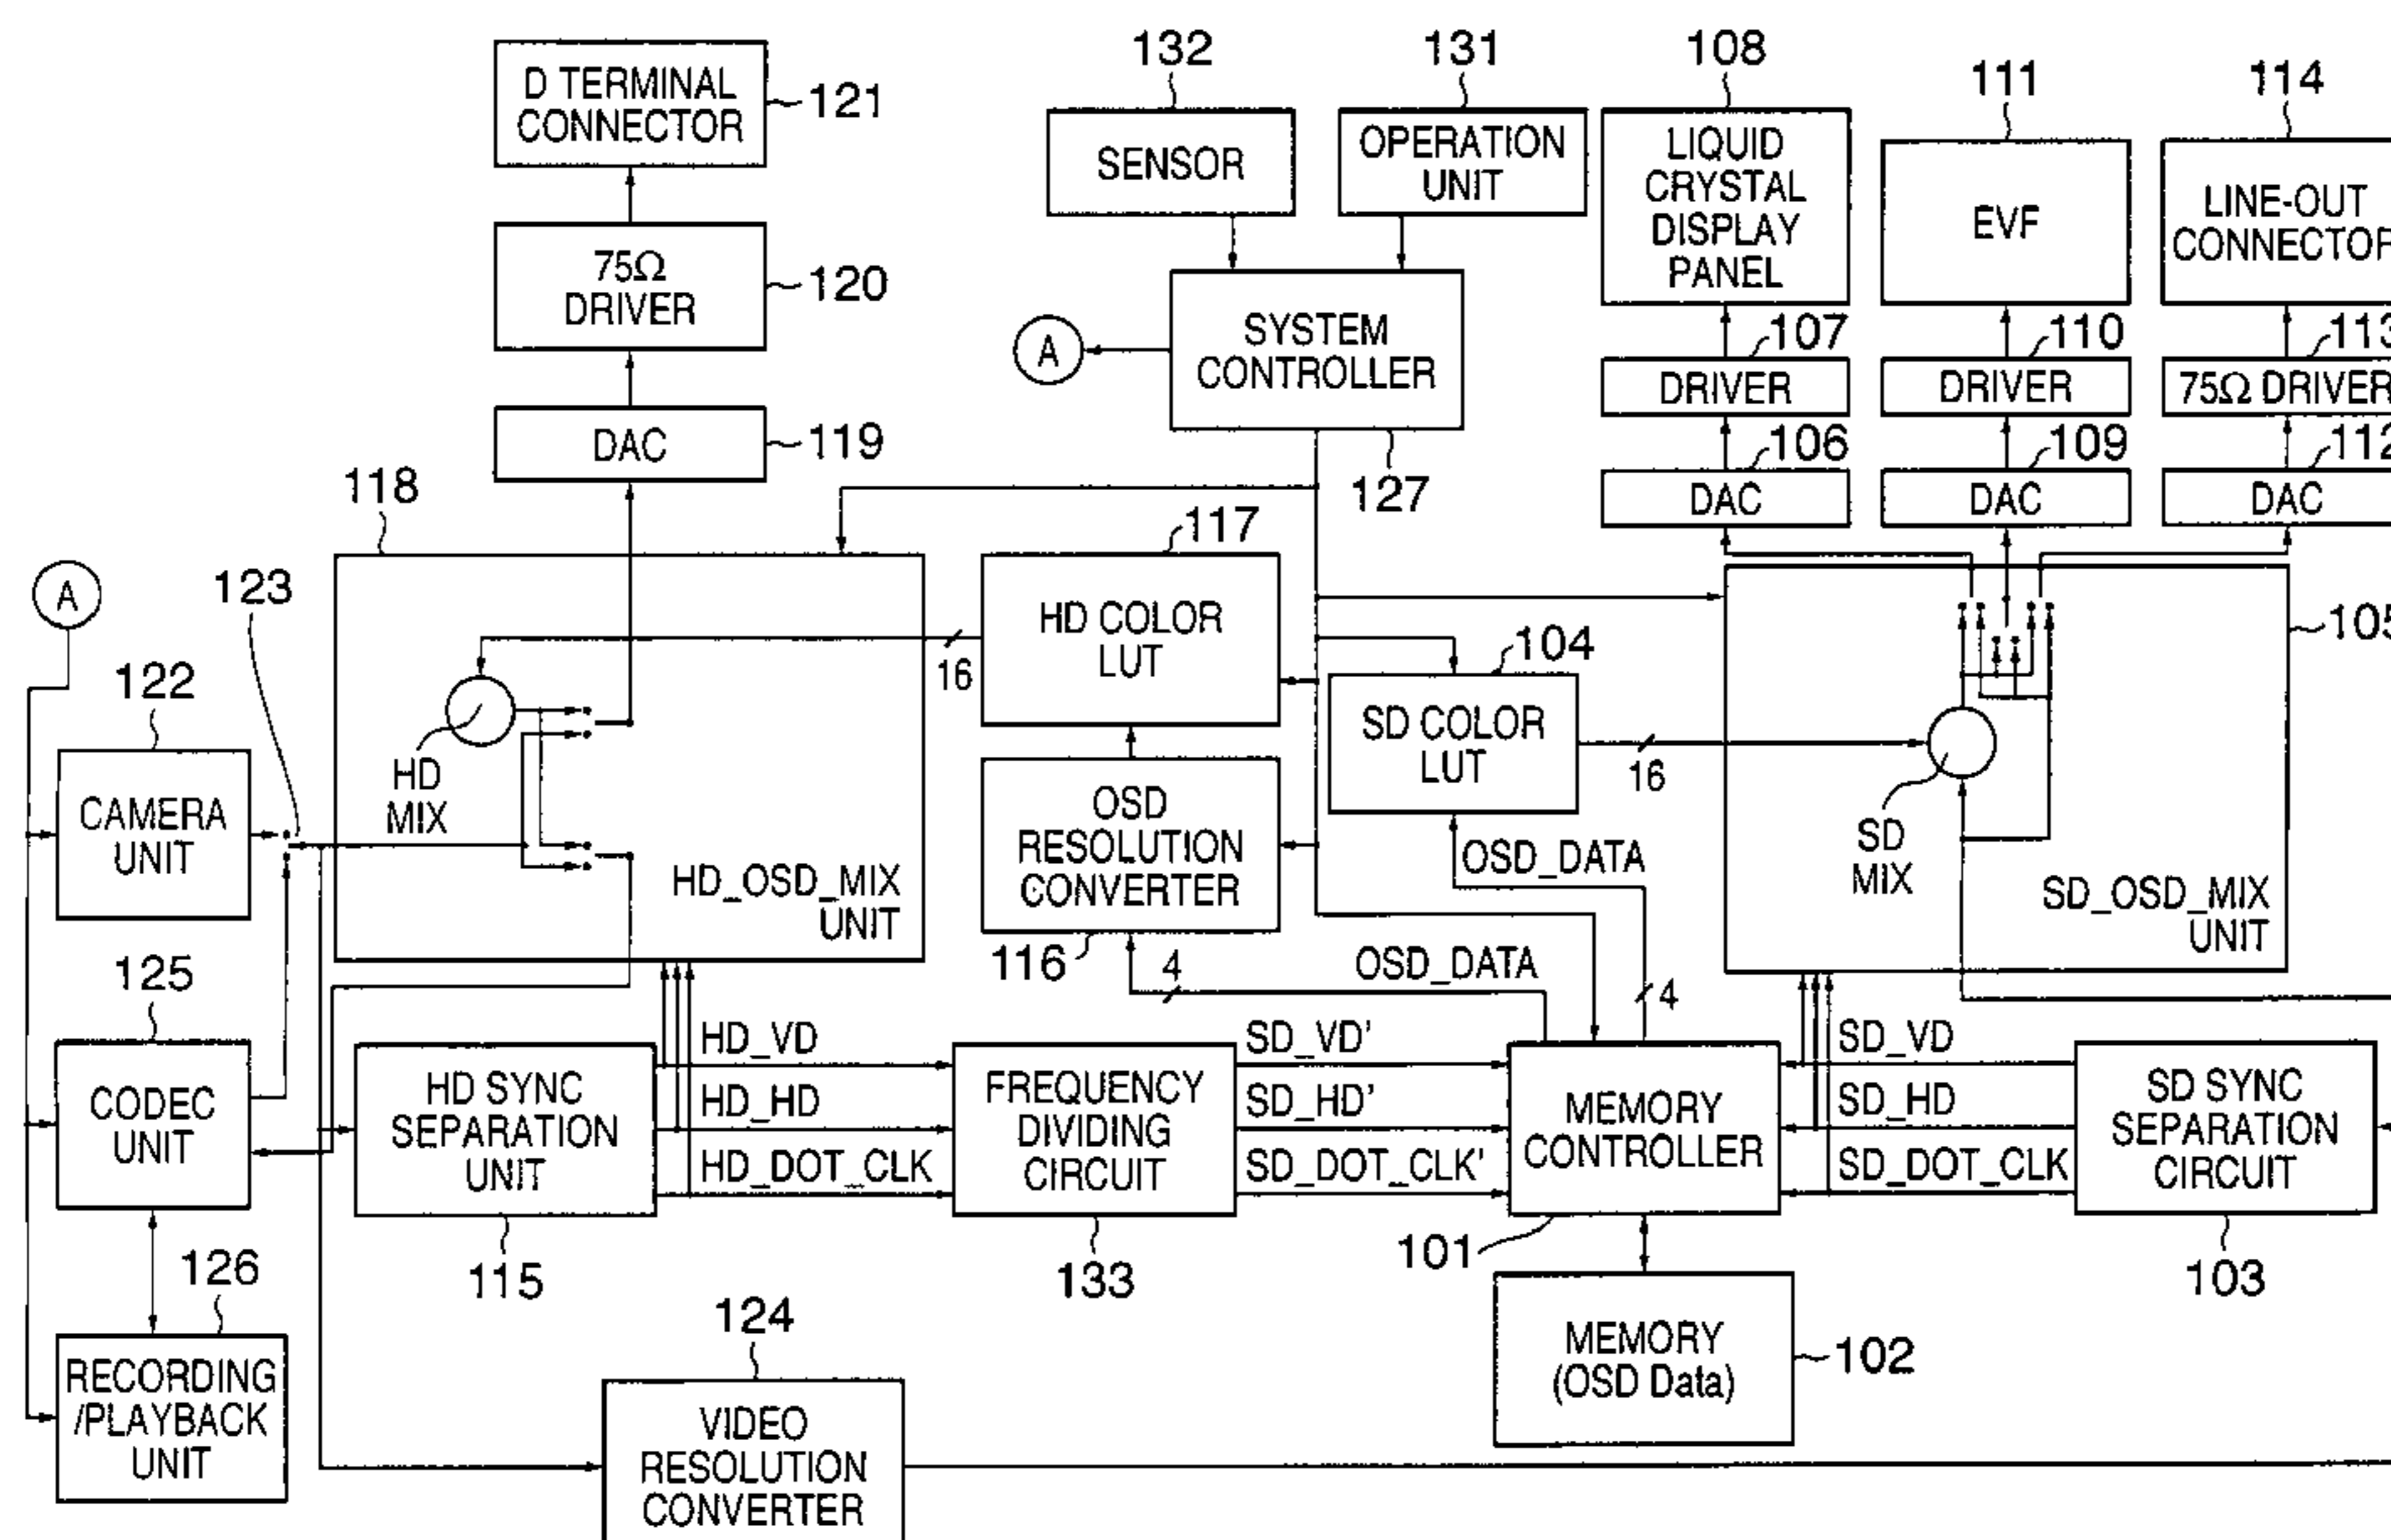 D TERMINAL
CONNECTOR
121
132
131
108
111
114
SENSOR
OPERATION
UNIT
LIQUID
CRYSTAL
DISPLAY
PANEL
EVF
LINE-OUT
CONNECTOR
75Ω
DRIVER
120
A
SYSTEM
CONTROLLER
127
107
110
113
DRIVER
DRIVER
75Ω DRIVER
DAC
119
106
109
112
DAC
DAC
DAC
118
117
A
123
HD COLOR
LUT
16
104
105
122
HD
MIX
SD COLOR
LUT
16
SD
MIX
CAMERA
UNIT
OSD
RESOLUTION
CONVERTER
116
HD_OSD_MIX
UNIT
OSD_DATA
SD_OSD_MIX
UNIT
125
4
OSD_DATA
4
CODEC
UNIT
HD SYNC
SEPARATION
UNIT
115
HD_VD
HD_HD
HD_DOT_CLK
FREQUENCY
DIVIDING
CIRCUIT
133
SD_VD'
SD_HD'
SD_DOT_CLK'
MEMORY
CONTROLLER
101
SD_VD
SD_HD
SD_DOT_CLK
SD SYNC
SEPARATION
CIRCUIT
103
126
RECORDING
/PLAYBACK
UNIT
124
VIDEO
RESOLUTION
CONVERTER
MEMORY
(OSD Data)
102